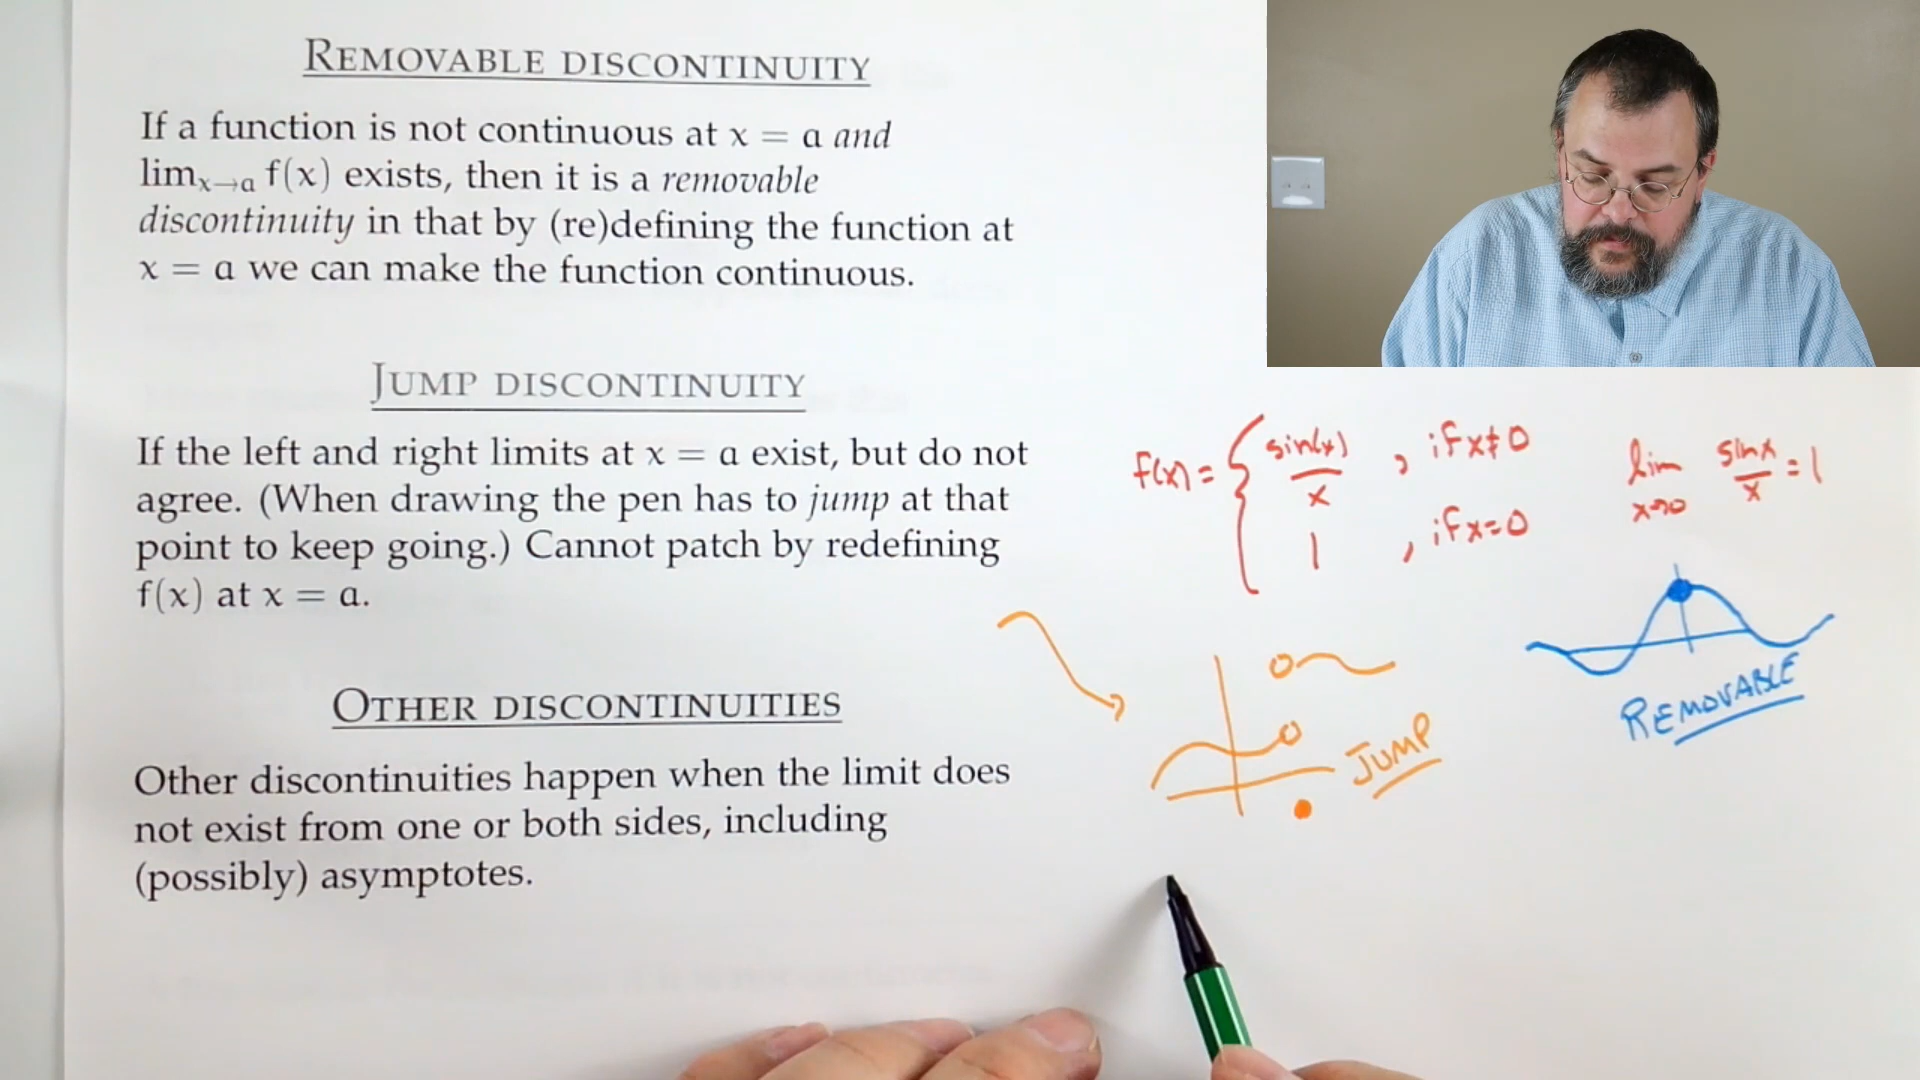 REMOVABLE DISCONTINUITY
If a function is not continuous at x = a and
limₓ→ₐ f(x) exists, then it is a removable
discontinuity in that by (re)defining the function at
x = a we can make the function continuous.
JUMP DISCONTINUITY
If the left and right limits at x = a exist, but do not
agree. (When drawing the pen has to jump at that
point to keep going.) Cannot patch by redefining
f(x) at x = a.
OTHER DISCONTINUITIES
Other discontinuities happen when the limit does
not exist from one or both sides, including
(possibly) asymptotes.
f(x) = { sin(x)/x , if x≠0
1 , if x=0
lim x→0 sin x/x = 1
JUMP
REMOVABLE